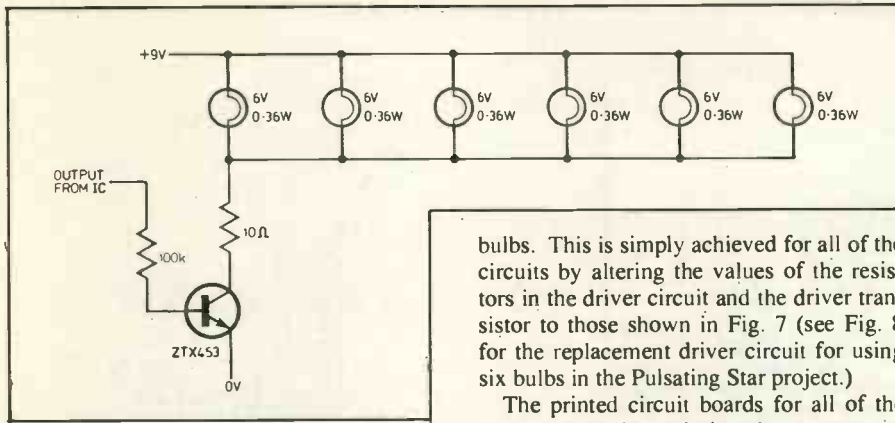 +9V
6V
0·36W
6V
0·36W
6V
0·36W
6V
0·36W
6V
0·36W
6V
0·36W
OUTPUT
FROM IC
100k
10Ω
ZTX453
0V
bulbs. This is simply achieved for all of the
circuits by altering the values of the resis-
tors in the driver circuit and the driver tran-
sistor to those shown in Fig. 7 (see Fig. 8
for the replacement driver circuit for using
six bulbs in the Pulsating Star project.)
The printed circuit boards for all of the